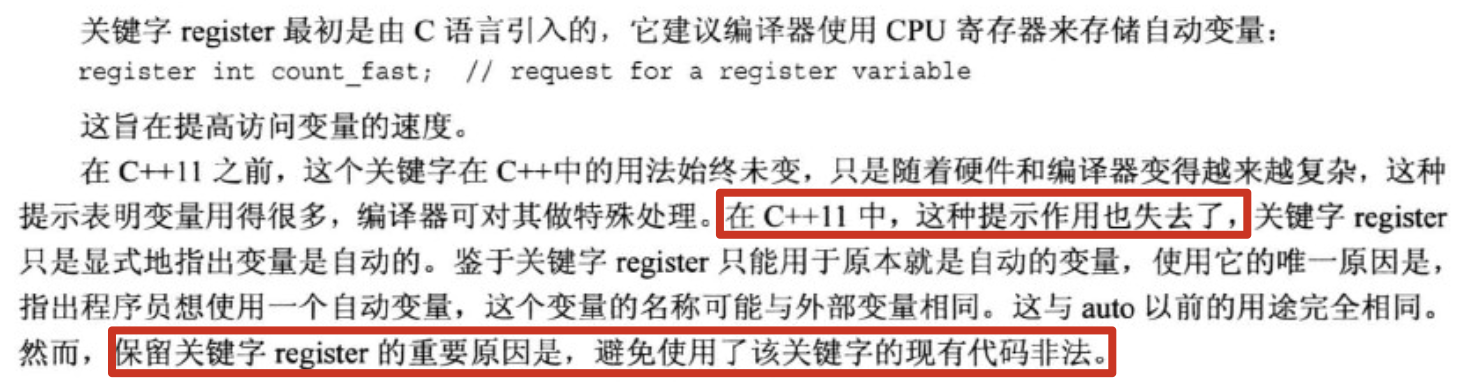 关键字 register 最初是由 C 语言引入的，它建议编译器使用 CPU 寄存器来存储自动变量：
register int count_fast;  // request for a register variable
这旨在提高访问变量的速度。
在 C++11 之前，这个关键字在 C++中的用法始终未变，只是随着硬件和编译器变得越来越复杂，这种
提示表明变量用得很多，编译器可对其做特殊处理。在 C++11 中，这种提示作用也失去了，关键字 register
只是显式地指出变量是自动的。鉴于关键字 register 只能用于原本就是自动的变量，使用它的唯一原因是，
指出程序员想使用一个自动变量，这个变量的名称可能与外部变量相同。这与 auto 以前的用途完全相同。
然而，保留关键字 register 的重要原因是，避免使用了该关键字的现有代码非法。